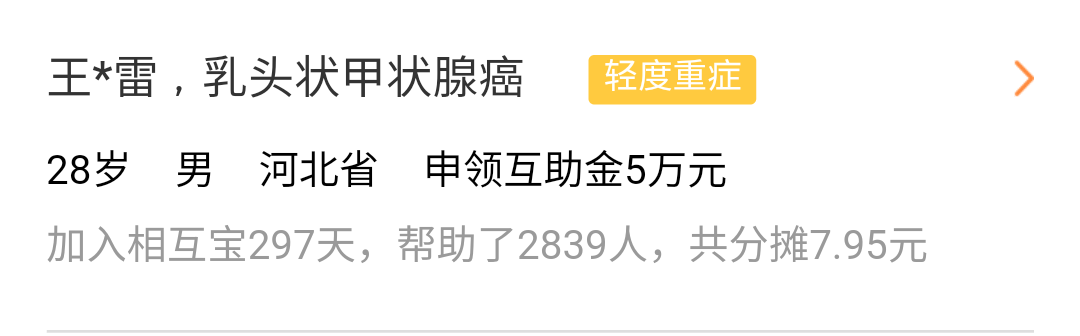 王*雷，乳头状甲状腺癌 轻度重症
28岁 男 河北省 申领互助金5万元
加入相互宝297天，帮助了2839人，共分摊7.95元